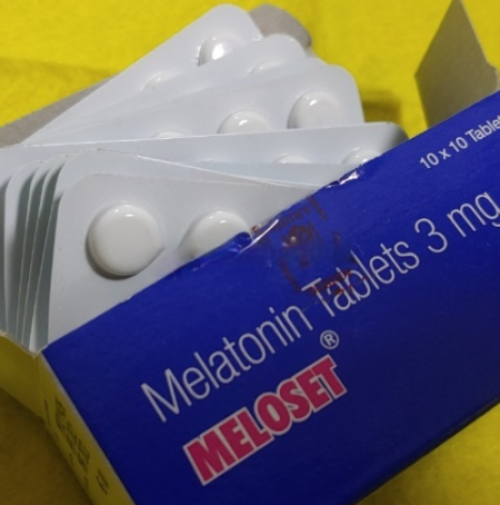 10 x 10 Tablet
Melatonin Tablets 3 mg
MELOSET®